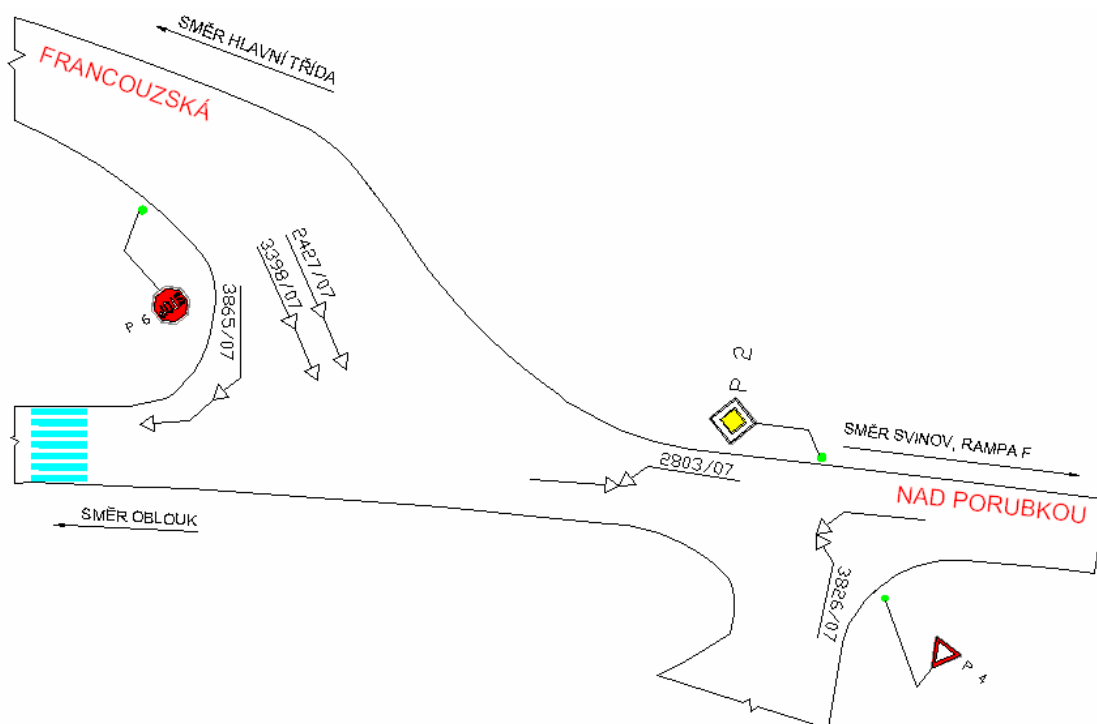 SMĚR HLAVNÍ TŘÍDA
FRANCOUZSKÁ
2427/07
3398/07
3865/07
STOP
P 6
P 2
SMĚR SVINOV, RAMPA F
2803/07
NAD PORUBKOU
SMĚR OBLOUK
3826/07
P 4